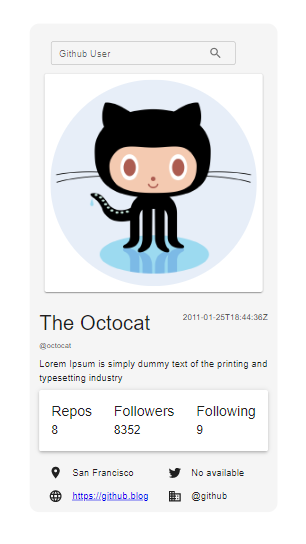 Github User
The Octocat 2011-01-25T18:44:36Z
@octocat
Lorem Ipsum is simply dummy text of the printing and
typesetting industry
Repos Followers Following
8 8352 9
San Francisco No available
https://github.blog @github